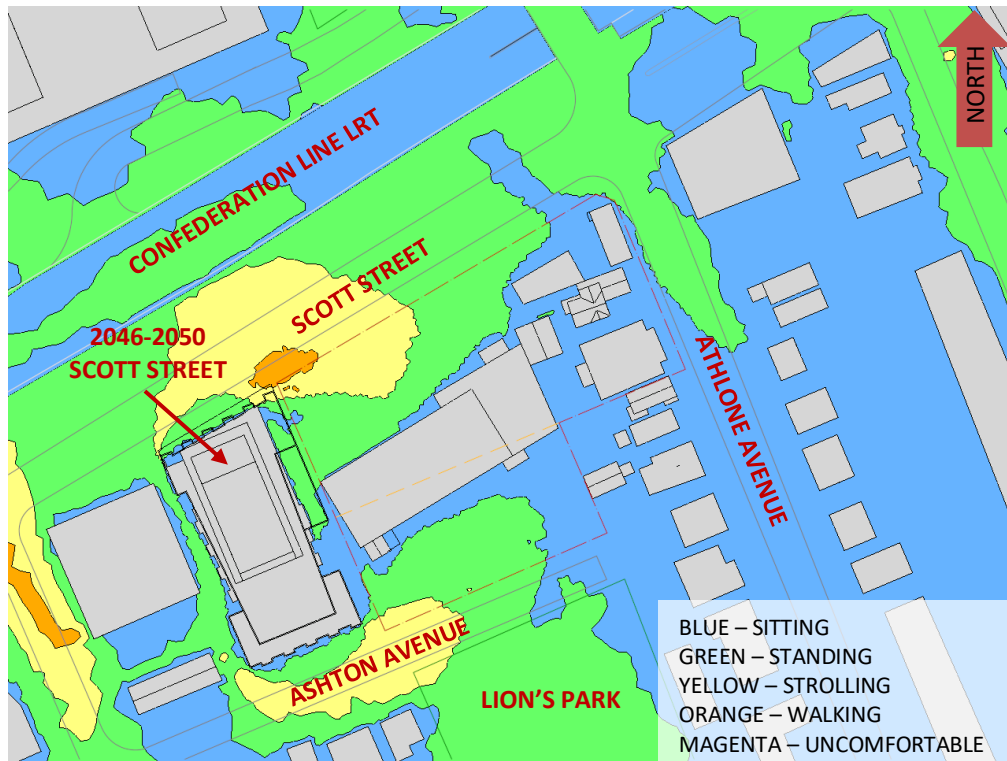 NORTH
CONFEDERATION LINE LRT
SCOTT STREET
2046-2050
SCOTT STREET
ATHLONE AVENUE
ASHTON AVENUE
LION'S PARK
BLUE – SITTING
GREEN – STANDING
YELLOW – STROLLING
ORANGE – WALKING
MAGENTA – UNCOMFORTABLE